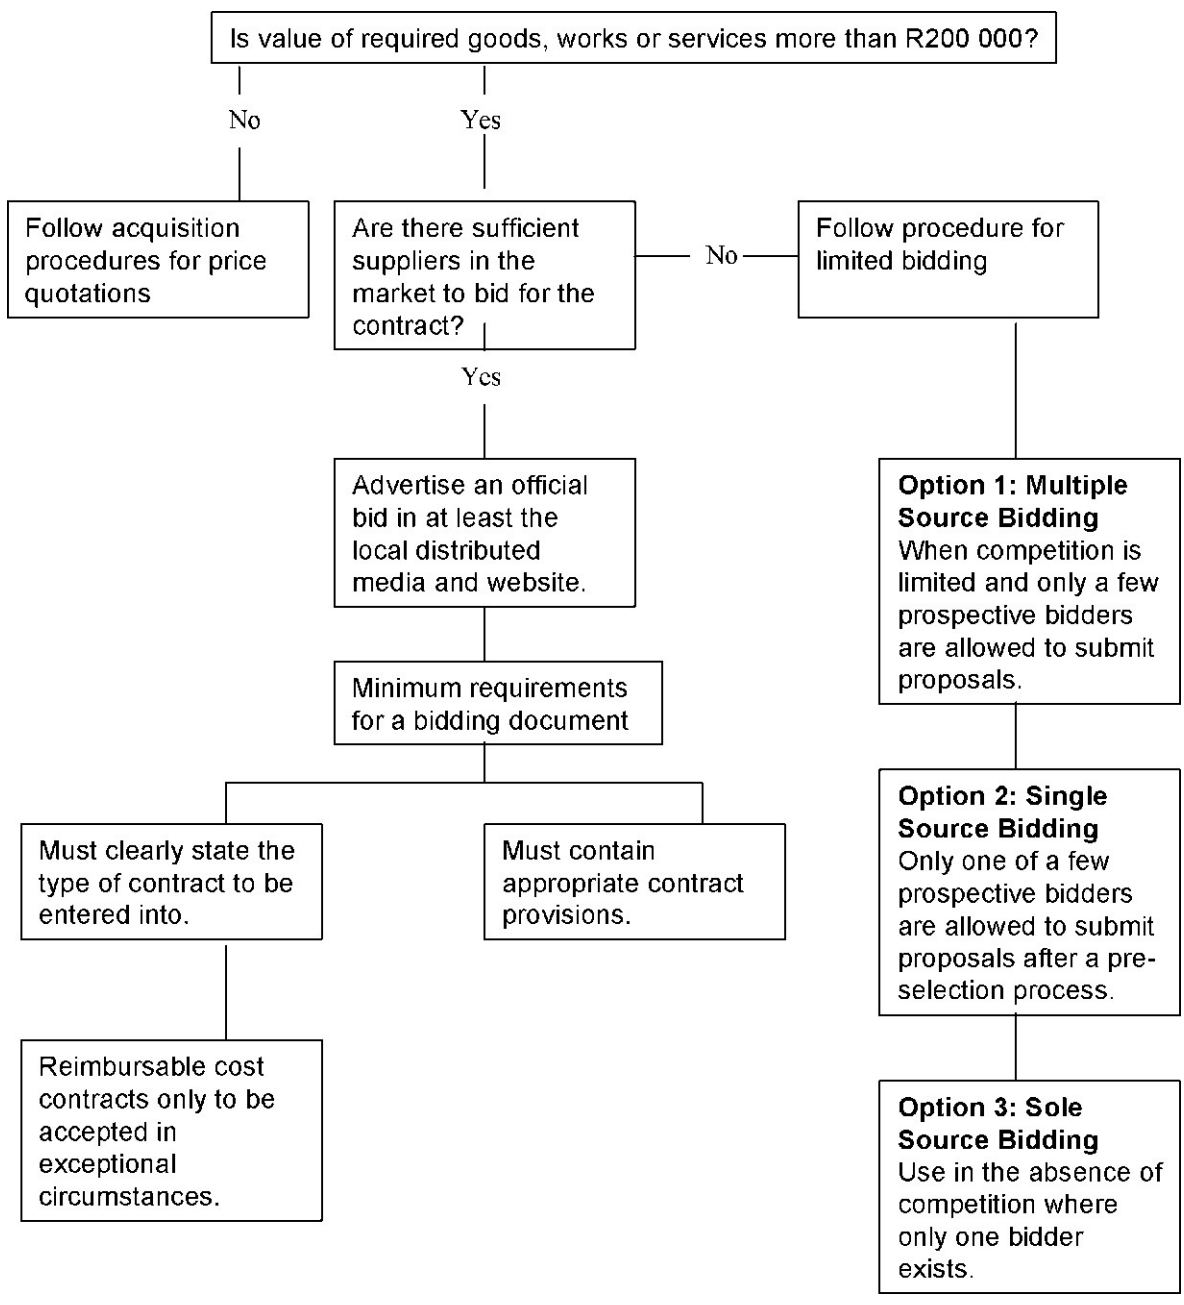 Is value of required goods, works or services more than R200 000?
No
Yes
Follow acquisition
procedures for price
quotations
Are there sufficient
suppliers in the
market to bid for the
contract?
No
Follow procedure for
limited bidding
Yes
Advertise an official
bid in at least the
local distributed
media and website.
Minimum requirements
for a bidding document
Must clearly state the
type of contract to be
entered into.
Must contain
appropriate contract
provisions.
Reimbursable cost
contracts only to be
accepted in
exceptional
circumstances.
Option 1: Multiple
Source Bidding
When competition is
limited and only a few
prospective bidders
are allowed to submit
proposals.
Option 2: Single
Source Bidding
Only one of a few
prospective bidders
are allowed to submit
proposals after a pre-
selection process.
Option 3: Sole
Source Bidding
Use in the absence of
competition where
only one bidder
exists.